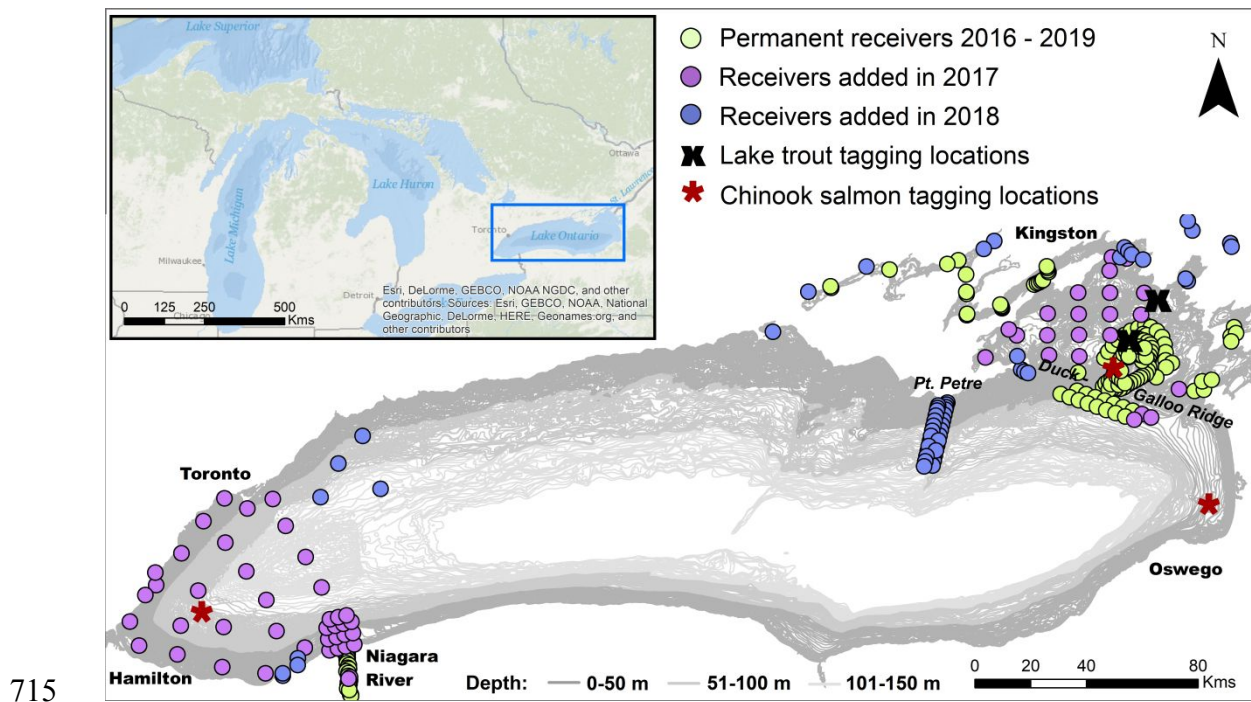 Lake Superior
Ottawa
St. Lawrence
Lake Huron
Lake Michigan
Toronto
Lake Ontario
Milwaukee
Detroit
Chicago
Esri, DeLorme, GEBCO, NOAA NGDC, and other
contributors. Sources: Esri, GEBCO, NOAA, National
Geographic, DeLorme, HERE, Geonames.org, and
other contributors
0 125 250 500
Kms
Permanent receivers 2016 - 2019
Receivers added in 2017
Receivers added in 2018
Lake trout tagging locations
Chinook salmon tagging locations
N
Kingston
Pt. Petre
Duck-
Galloo Ridge
Toronto
Oswego
Hamilton
Niagara
River
Depth: 0-50 m 51-100 m 101-150 m
0 20 40 80
Kms
715